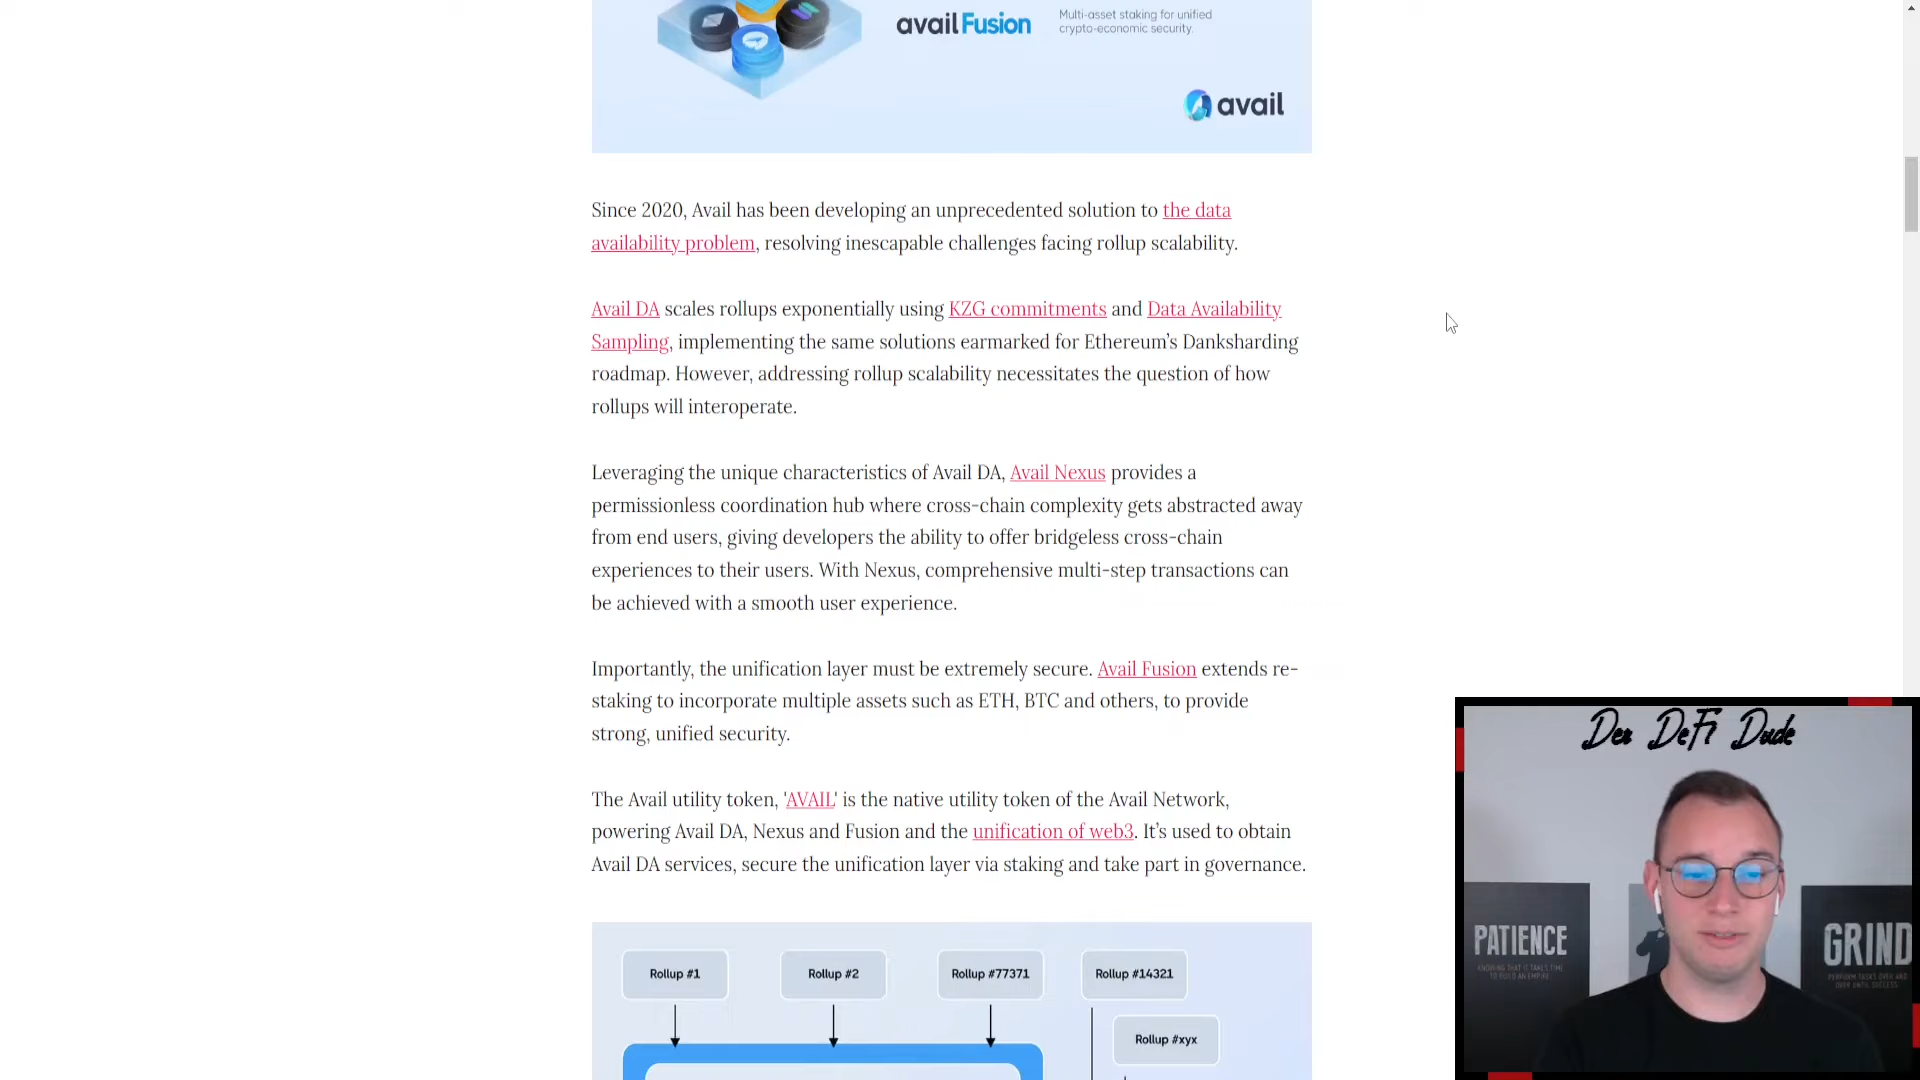 avail Fusion
Multi-asset staking for unified
crypto-economic security.
avail
Since 2020, Avail has been developing an unprecedented solution to the data
availability problem, resolving inescapable challenges facing rollup scalability.
Avail DA scales rollups exponentially using KZG commitments and Data Availability
Sampling, implementing the same solutions earmarked for Ethereum’s Danksharding
roadmap. However, addressing rollup scalability necessitates the question of how
rollups will interoperate.
Leveraging the unique characteristics of Avail DA, Avail Nexus provides a
permissionless coordination hub where cross-chain complexity gets abstracted away
from end users, giving developers the ability to offer bridgeless cross-chain
experiences to their users. With Nexus, comprehensive multi-step transactions can
be achieved with a smooth user experience.
Importantly, the unification layer must be extremely secure. Avail Fusion extends re-
staking to incorporate multiple assets such as ETH, BTC and others, to provide
strong, unified security.
The Avail utility token, 'AVAIL' is the native utility token of the Avail Network,
powering Avail DA, Nexus and Fusion and the unification of web3. It’s used to obtain
Avail DA services, secure the unification layer via staking and take part in governance.
Rollup #1
Rollup #2
Rollup #77371
Rollup #14321
Rollup #xyx
Der DeFi Dude
PATIENCE
KNOWING THAT IT TAKES TIME
TO BUILD AN EMPIRE
GRIND